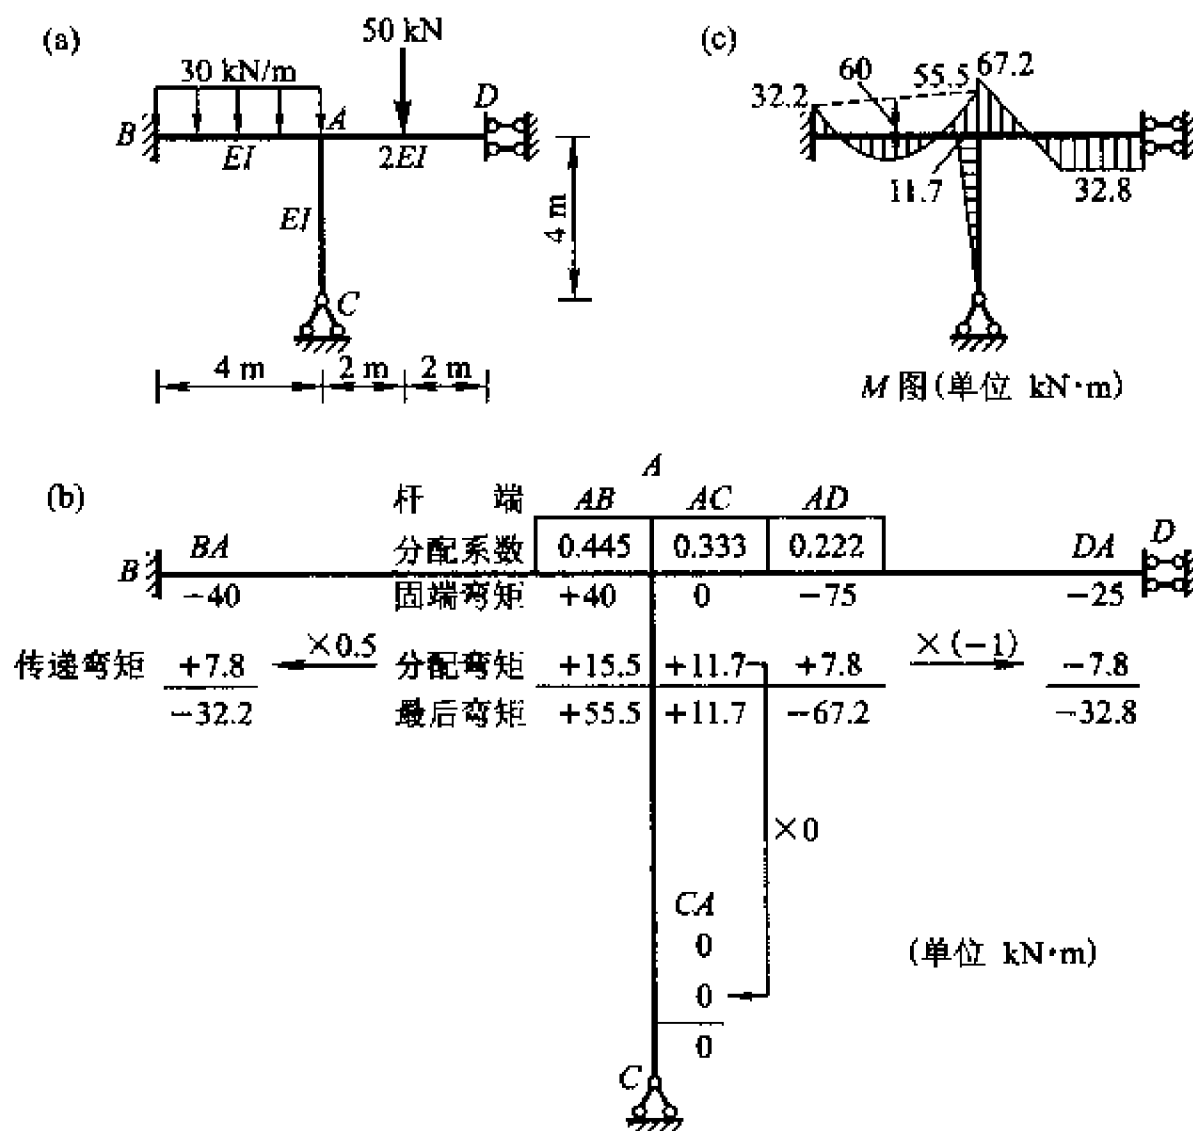 (a)
50 kN
30 kN/m
D
B
A
EI
2EI
EI
4 m
C
4 m
2 m
2 m
(c)
60
55.5
67.2
32.2
11.7
32.8
M 图(单位 kN·m)
(b)
A
杆 端
AB
AC
AD
B
BA
分配系数
0.445
0.333
0.222
DA
D
-40
固端弯矩
+40
0
-75
-25
传递弯矩
+7.8
×0.5
分配弯矩
+15.5
+11.7
+7.8
×(-1)
-7.8
-32.2
最后弯矩
+55.5
+11.7
-67.2
-32.8
×0
CA
0
0
0
(单位 kN·m)
C